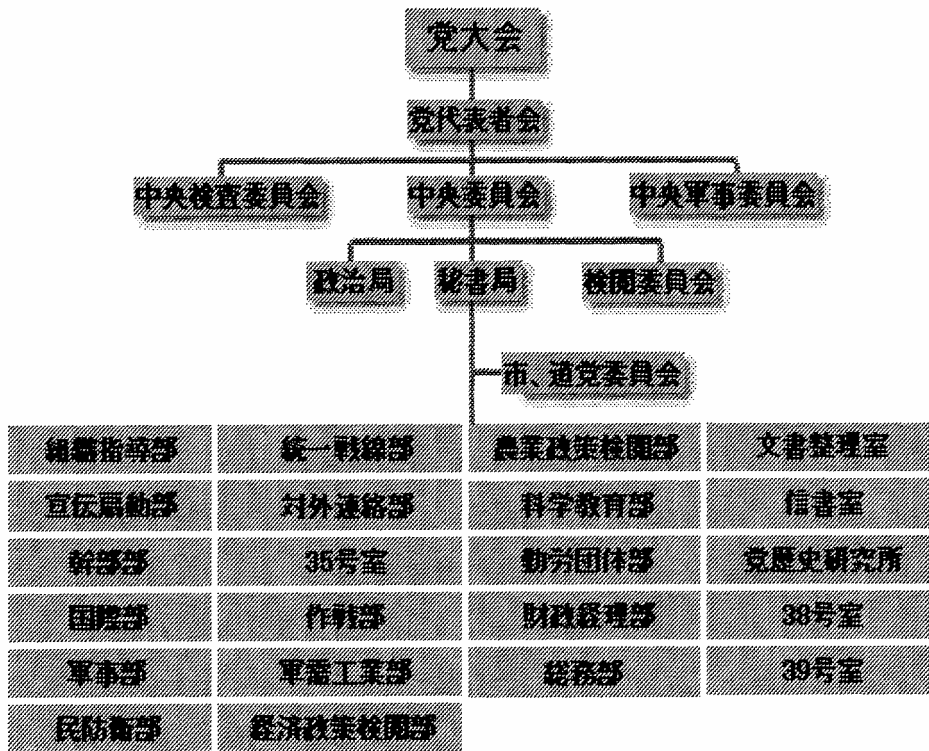 党大会
党代表者会
中央検査委員会 中央委員会 中央軍事委員会
政治局 秘書局 検閲委員会
市、道党委員会
組織指導部 統一戦線部 農業政策検閲部 文書整理室
宣伝扇動部 対外連絡部 科学教育部 信書室
幹部部 35号室 勤労団体部 党歴史研究所
国際部 作戦部 財政経理部 38号室
軍事部 軍需工業部 総務部 39号室
民防衛部 経済政策検閲部